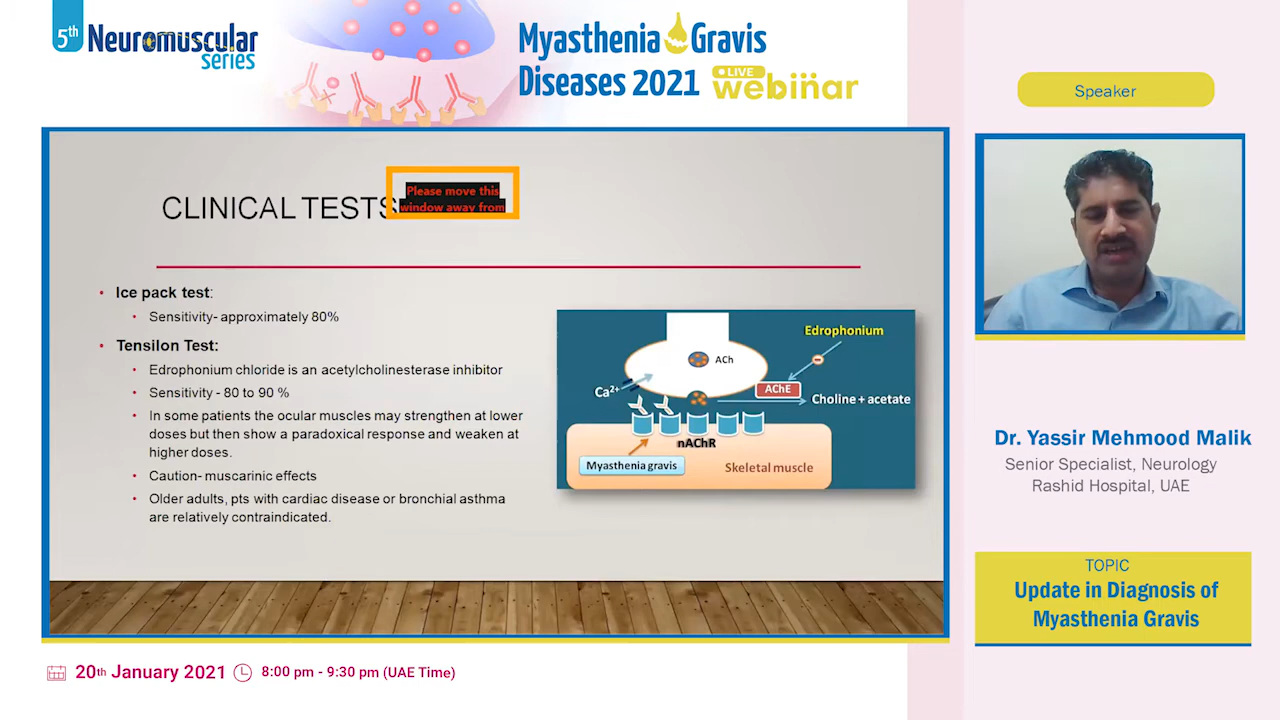 5th Neuromuscular
series
Myasthenia Gravis
Diseases 2021 LIVE webinar
Speaker
CLINICAL TESTS
Please move this
window away from
• Ice pack test:
• Sensitivity- approximately 80%
• Tensilon Test:
• Edrophonium chloride is an acetylcholinesterase inhibitor
• Sensitivity - 80 to 90 %
• In some patients the ocular muscles may strengthen at lower
doses but then show a paradoxical response and weaken at
higher doses.
• Caution- muscarinic effects
• Older adults, pts with cardiac disease or bronchial asthma
are relatively contraindicated.
Edrophonium
ACh
Ca2+
AChE
Choline + acetate
nAChR
Myasthenia gravis
Skeletal muscle
Dr. Yassir Mehmood Malik
Senior Specialist, Neurology
Rashid Hospital, UAE
TOPIC
Update in Diagnosis of
Myasthenia Gravis
20th January 2021 8:00 pm - 9:30 pm (UAE Time)